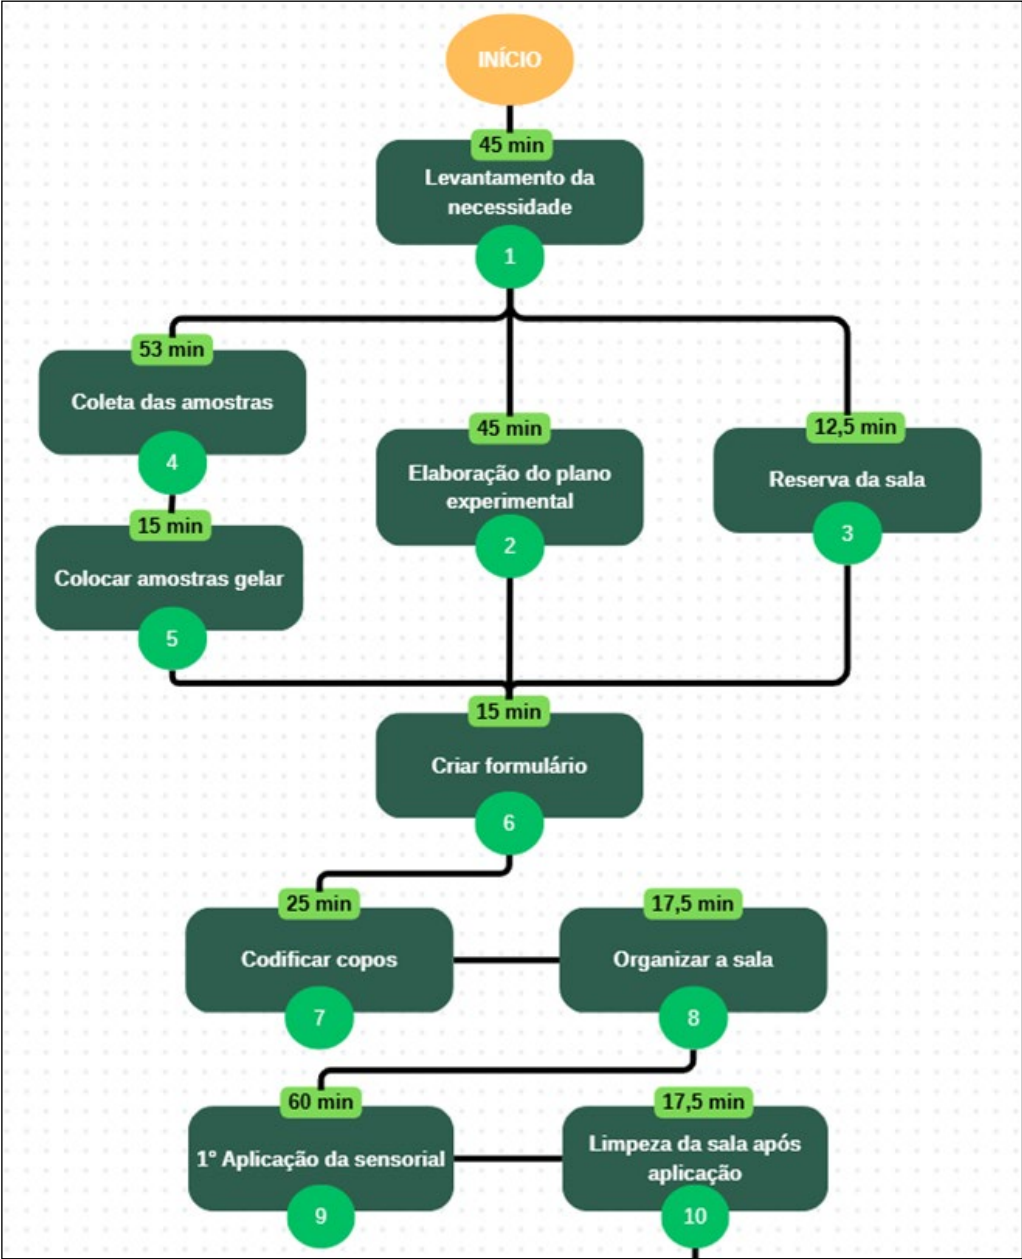 INÍCIO
45 min
Levantamento da
necessidade
1
53 min
Coleta das amostras
4
15 min
Colocar amostras gelar
5
45 min
Elaboração do plano
experimental
2
12,5 min
Reserva da sala
3
15 min
Criar formulário
6
25 min
Codificar copos
7
17,5 min
Organizar a sala
8
60 min
1º Aplicação da sensorial
9
17,5 min
Limpeza da sala após
aplicação
10